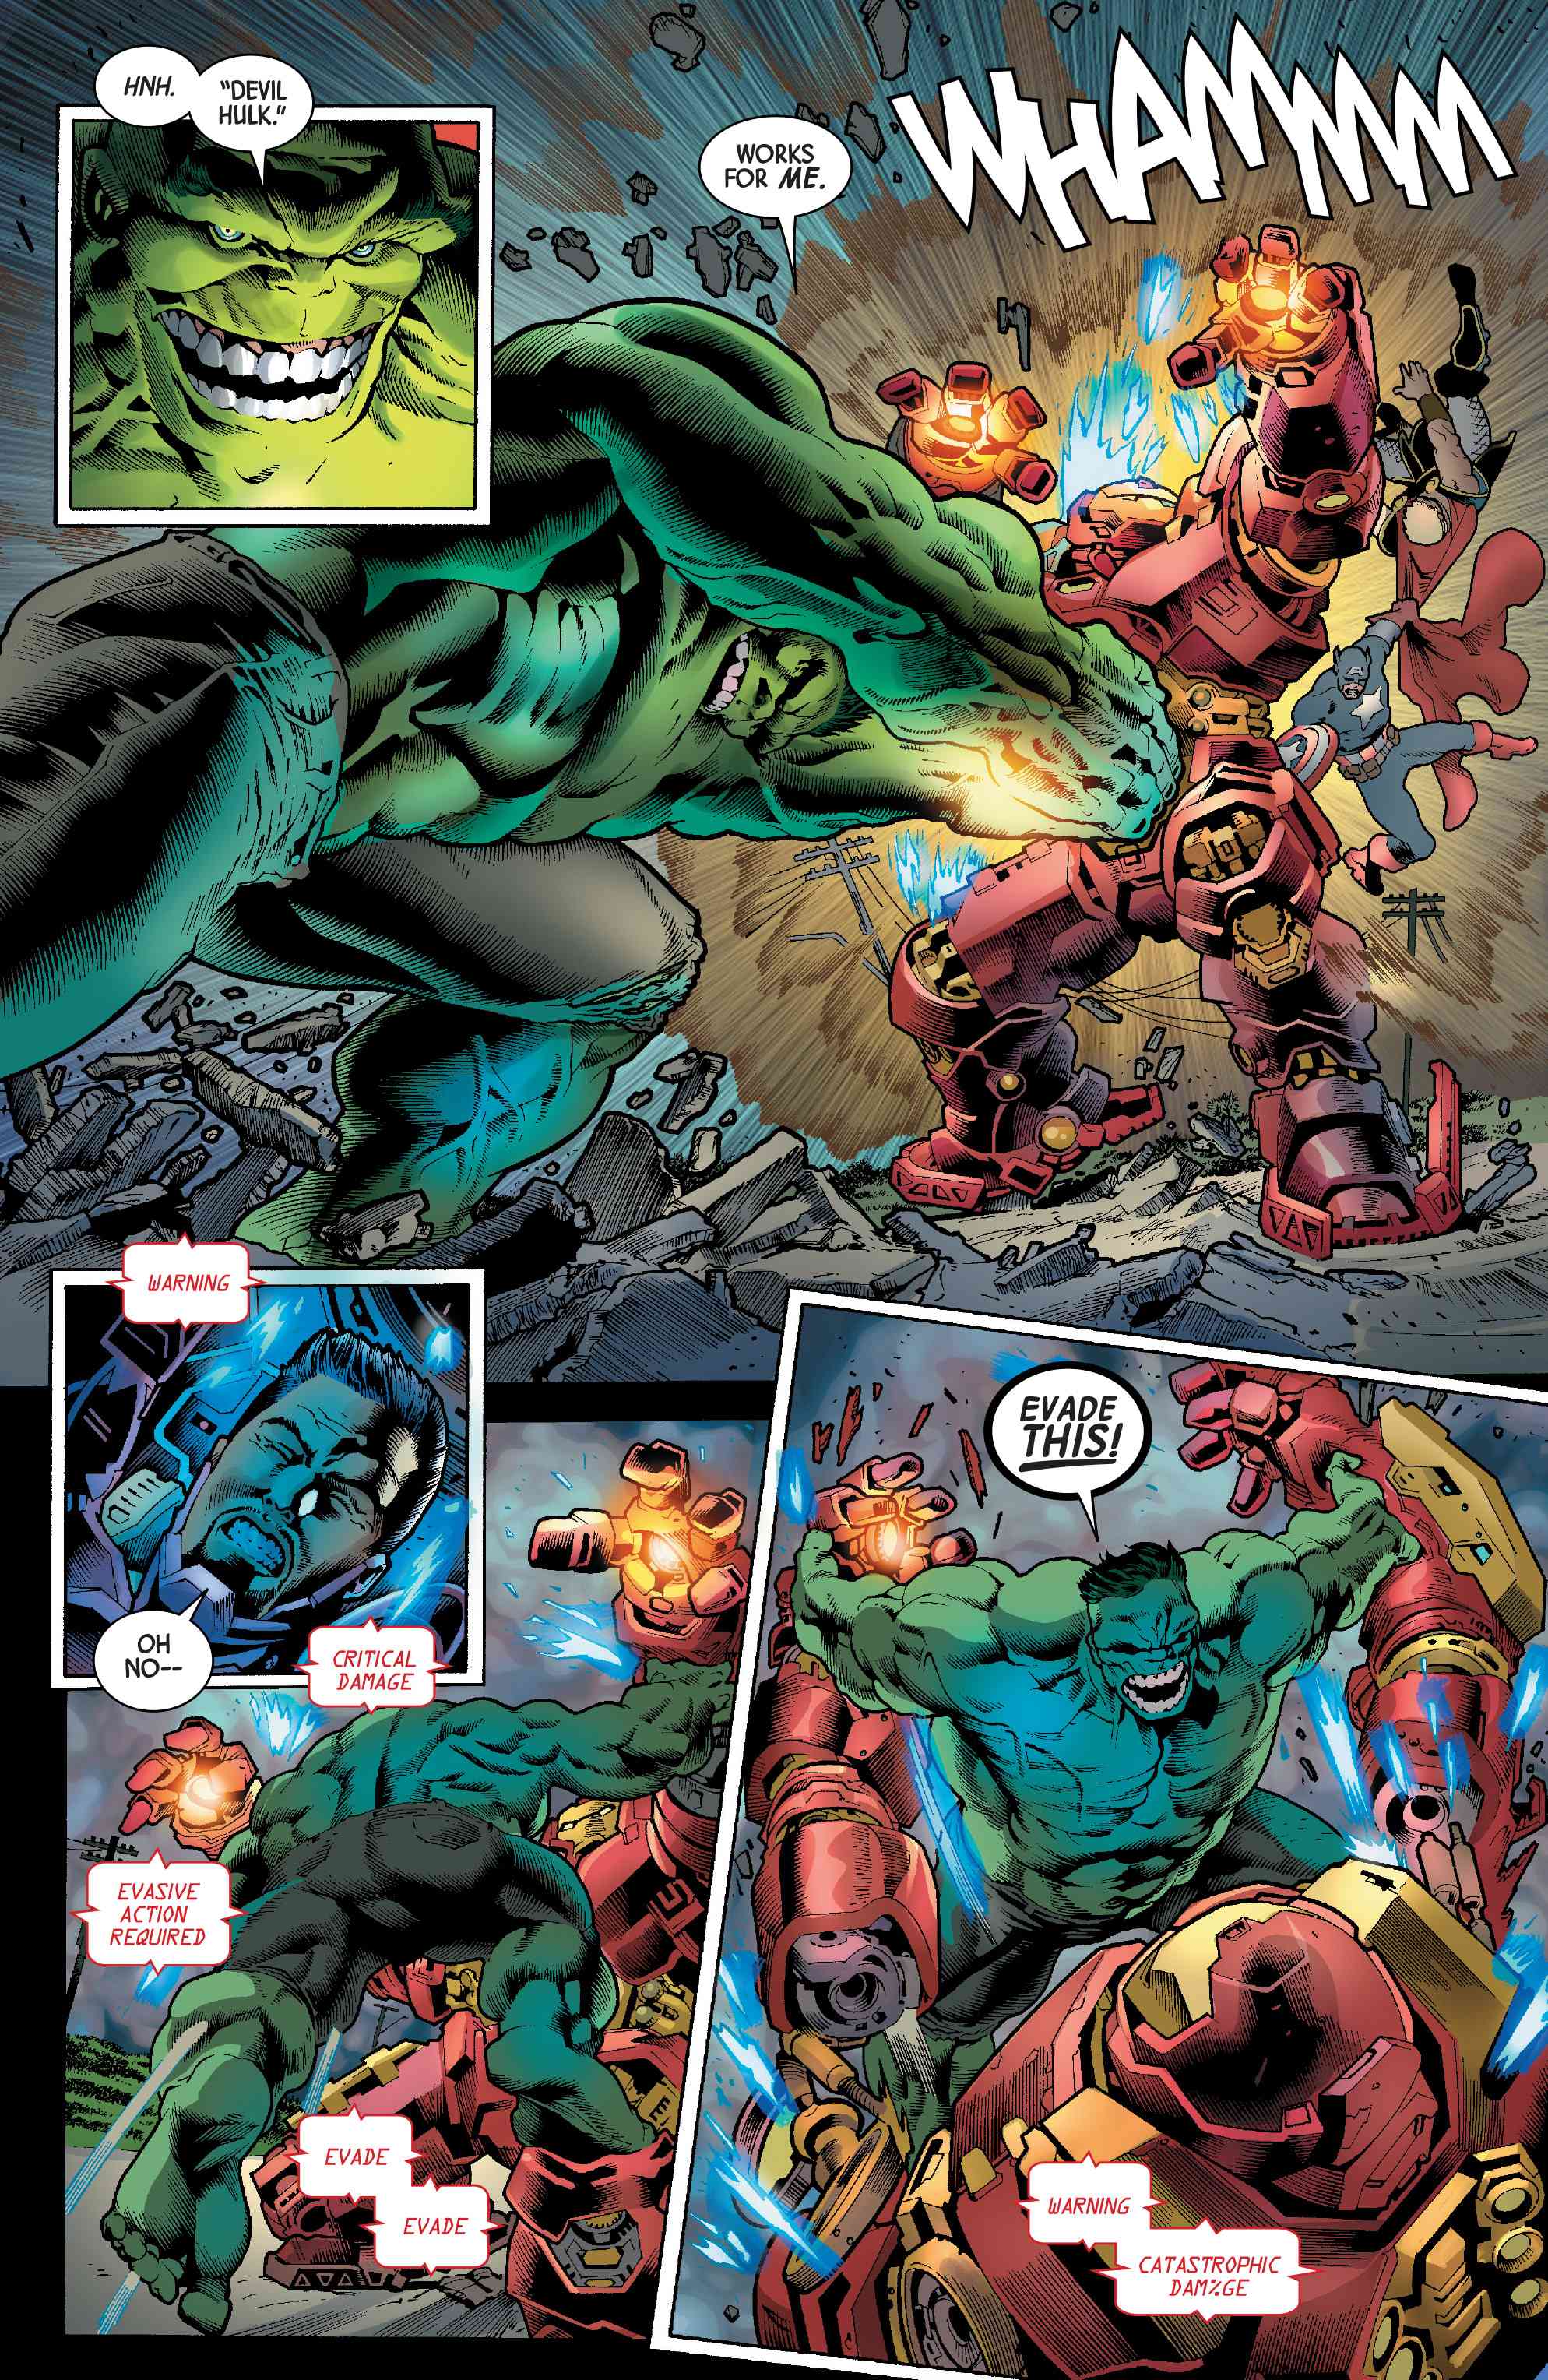 HNH.
"DEVIL
HULK."
WORKS
FOR ME.
WHAMMM
WARNING
OH
NO--
CRITICAL
DAMAGE
EVASIVE
ACTION
REQUIRED
EVADE
EVADE
EVADE
THIS!
WARNING
CATASTROPHIC
DAM%GE